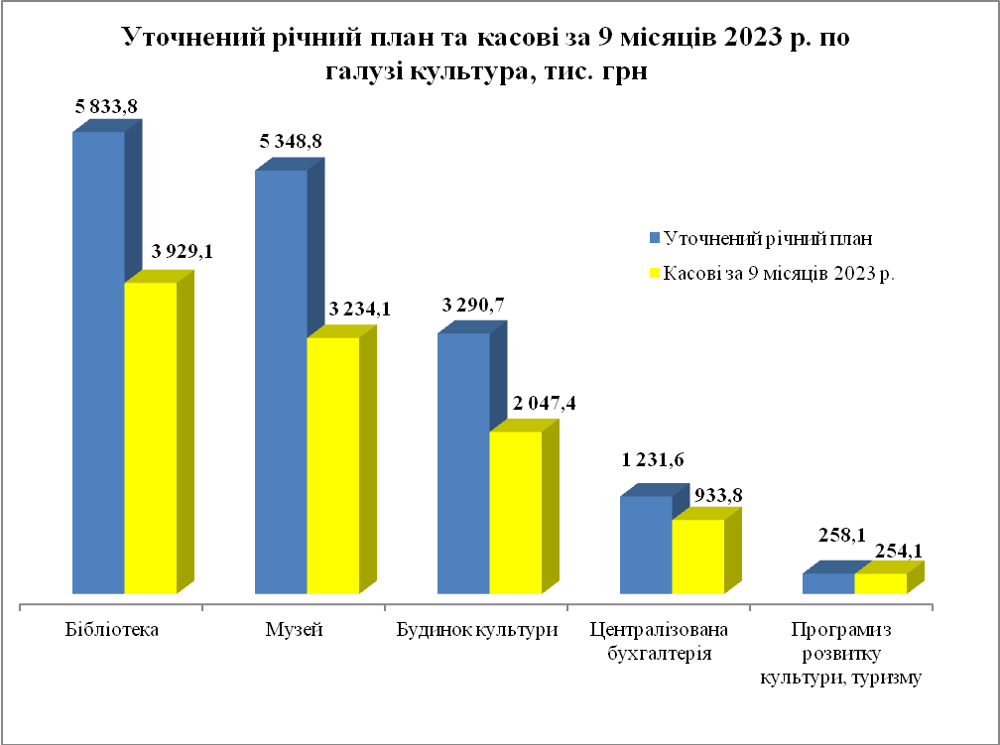 Уточнений річний план та касові за 9 місяців 2023 р. по
галузі культура, тис. грн
5 833,8
5 348,8
3 929,1
3 234,1
3 290,7
2 047,4
1 231,6
933,8
258,1
254,1
Уточнений річний план
Касові за 9 місяців 2023 р.
Бібліотека
Музей
Будинок культури
Централізована
бухгалтерія
Програми з
розвитку
культури, туризму